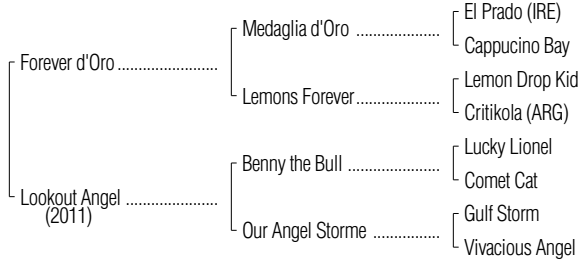 El Prado (IRE)
Medaglia d'Oro ....................
Cappucino Bay
Forever d'Oro ........................
Lemon Drop Kid
Lemons Forever ....................
Critikola (ARG)
Lucky Lionel
Benny the Bull ......................
Comet Cat
Lookout Angel ......................
(2011)
Gulf Storm
Our Angel Storme ................
Vivacious Angel